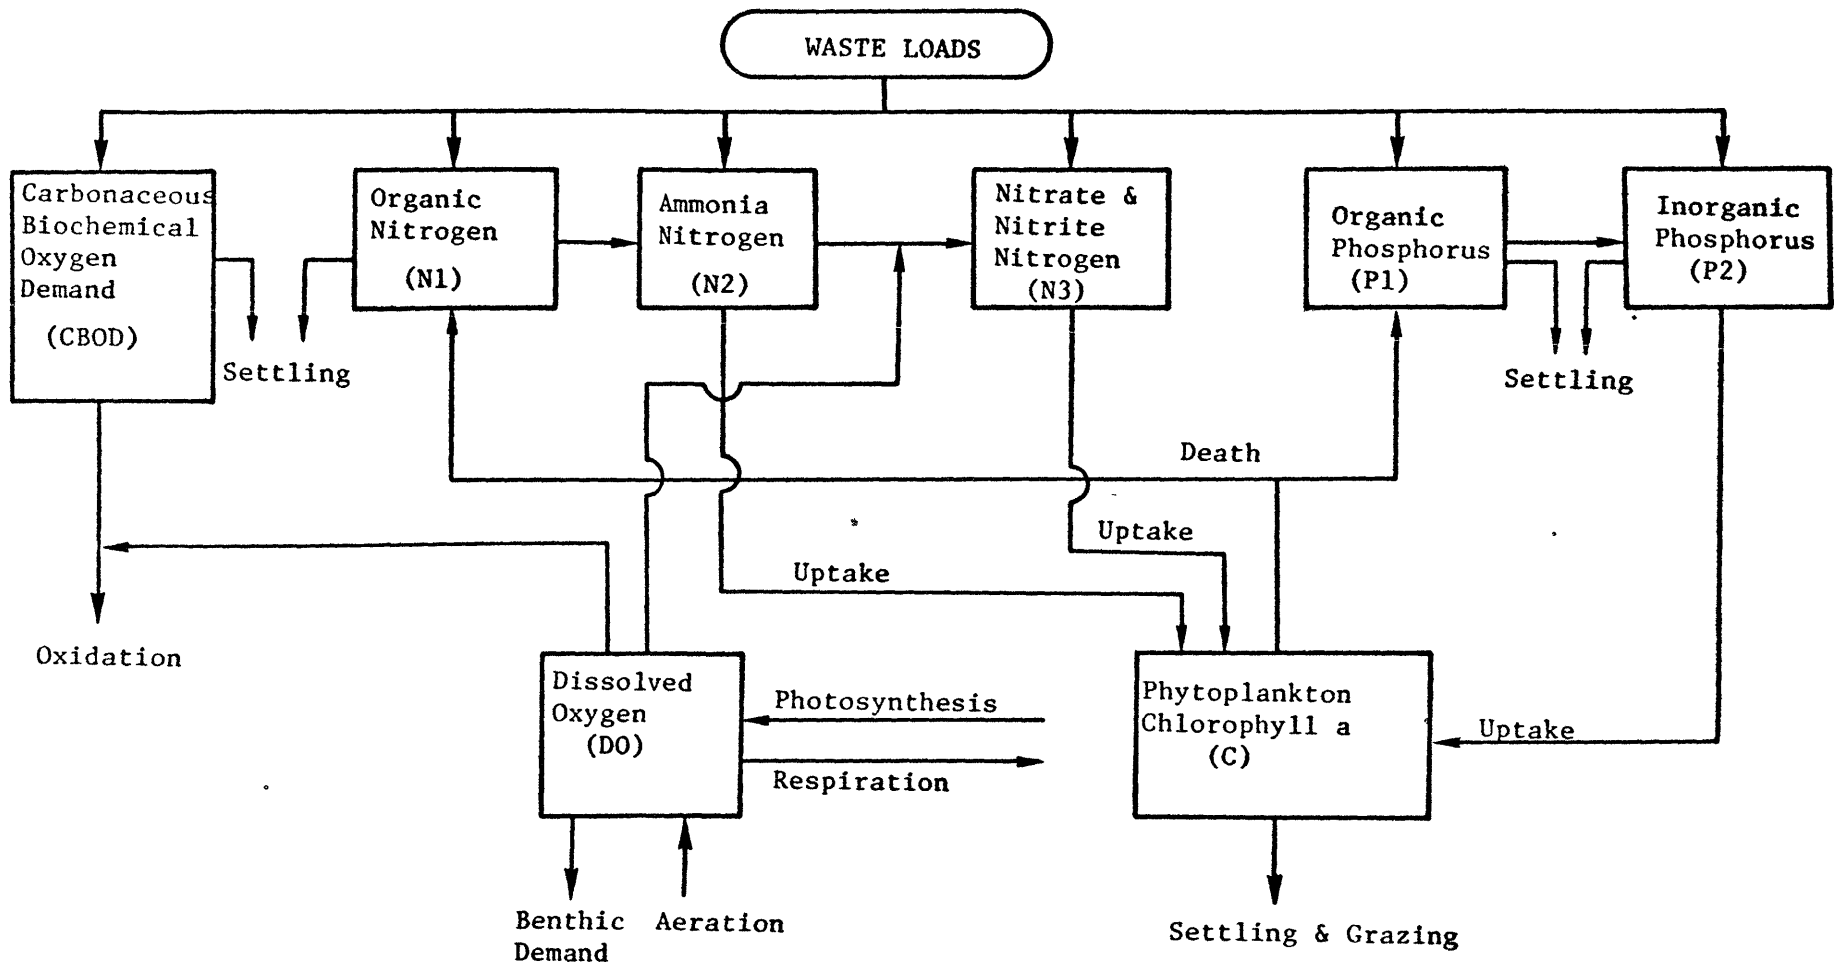 WASTE LOADS
Carbonaceous
Biochemical
Oxygen
Demand
(CBOD)
Organic
Nitrogen
(N1)
Ammonia
Nitrogen
(N2)
Nitrate &
Nitrite
Nitrogen
(N3)
Organic
Phosphorus
(P1)
Inorganic
Phosphorus
(P2)
Settling
Settling
Death
Uptake
Uptake
Oxidation
Dissolved
Oxygen
(DO)
Photosynthesis
Respiration
Phytoplankton
Chlorophyll a
(C)
Uptake
Benthic
Demand
Aeration
Settling & Grazing